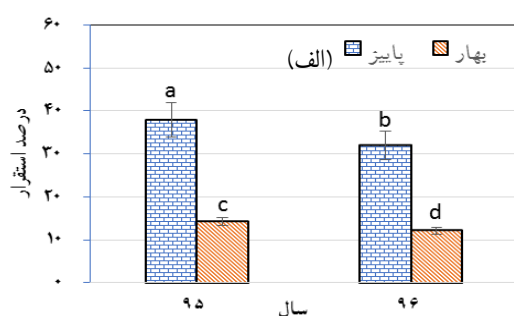 ۶۰
(الف) پاییز بهار
۵۰
۴۰
۳۰
۲۰
۱۰
۰
درصد استقرار
a
b
c
d
۹۵
۹۶
سال